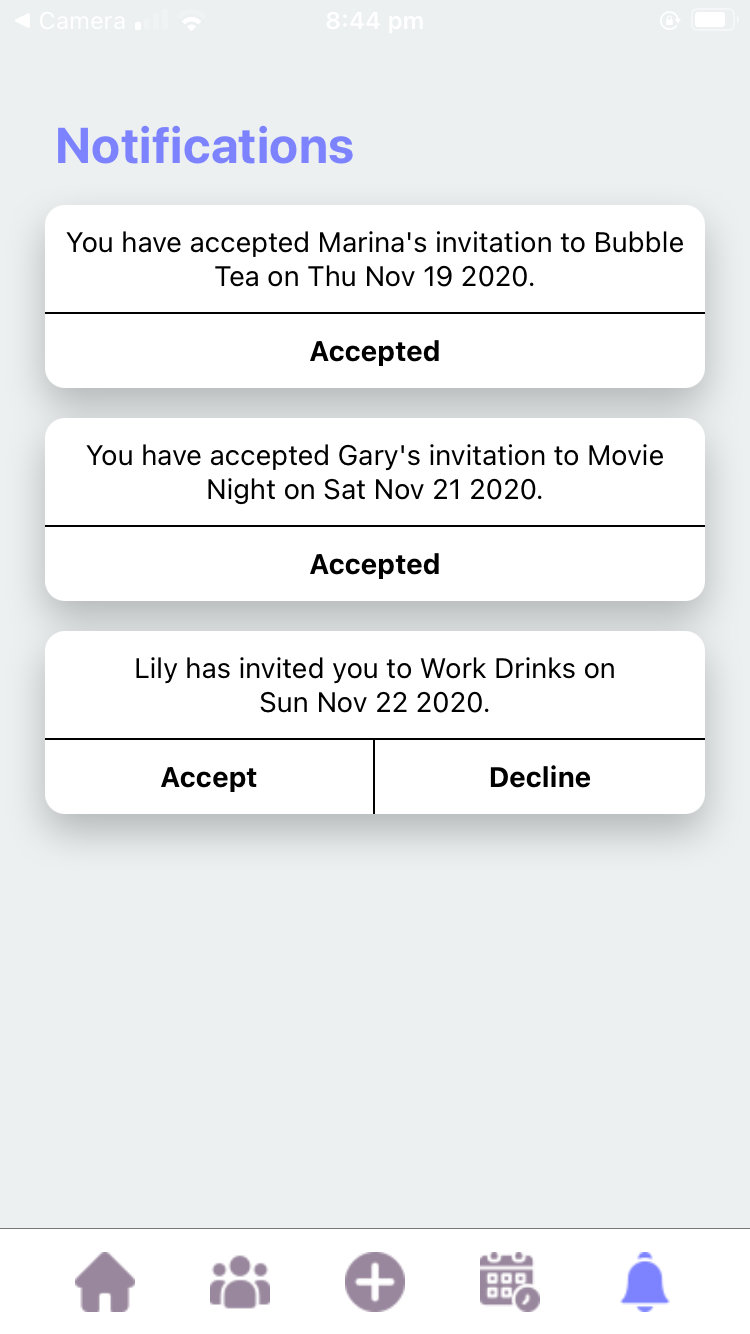 Camera
8:44 pm
Notifications
You have accepted Marina's invitation to Bubble
Tea on Thu Nov 19 2020.
Accepted
You have accepted Gary's invitation to Movie
Night on Sat Nov 21 2020.
Accepted
Lily has invited you to Work Drinks on
Sun Nov 22 2020.
Accept
Decline